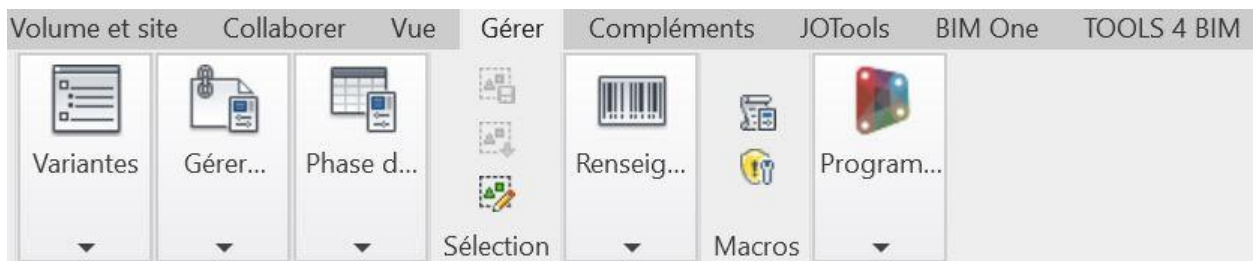 Volume et site Collaborer Vue Gérer Compléments JOTools BIM One TOOLS 4 BIM
Variantes Gérer... Phase d... Renseig... Program...
Sélection Macros